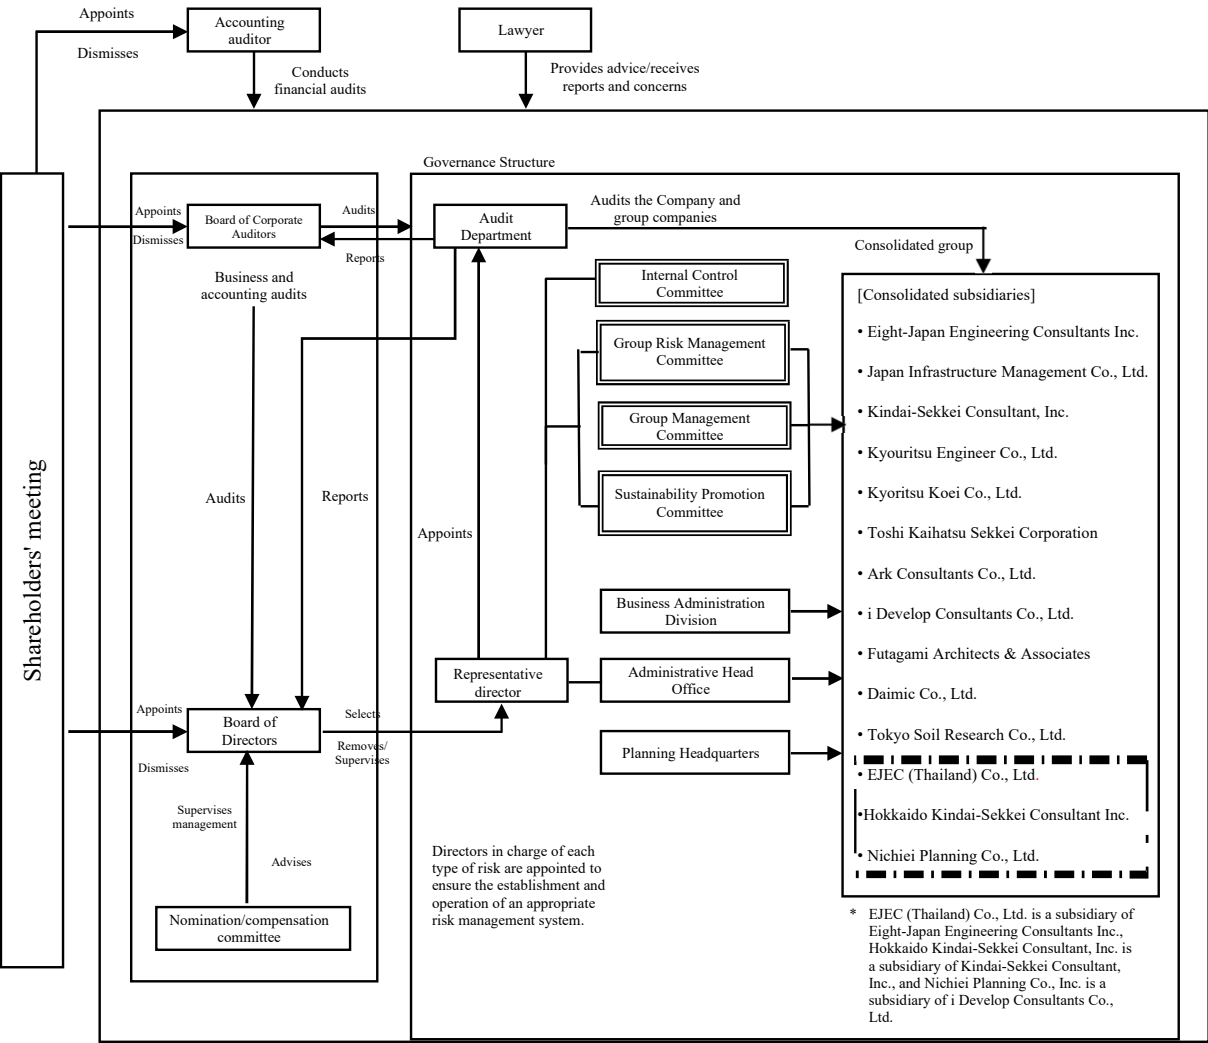 Appoints
Dismisses
Accounting
auditor
Lawyer
Conducts
financial audits
Provides advice/receives
reports and concerns
Governance Structure
Shareholders' meeting
Appoints
Dismisses
Board of Corporate
Auditors
Audits
Reports
Audit
Department
Audits the Company and
group companies
Consolidated group
Business and
accounting audits
Internal Control
Committee
Group Risk Management
Committee
Group Management
Committee
Sustainability Promotion
Committee
Audits
Reports
Appoints
Business Administration
Division
Representative
director
Administrative Head
Office
Planning Headquarters
Appoints
Dismisses
Board of
Directors
Selects
Removes/
Supervises
Supervises
management
Advises
Nomination/compensation
committee
Directors in charge of each
type of risk are appointed to
ensure the establishment and
operation of an appropriate
risk management system.
[Consolidated subsidiaries]
• Eight-Japan Engineering Consultants Inc.
• Japan Infrastructure Management Co., Ltd.
• Kindai-Sekkei Consultant, Inc.
• Kyouritsu Engineer Co., Ltd.
• Kyoritsu Koei Co., Ltd.
• Toshi Kaihatsu Sekkei Corporation
• Ark Consultants Co., Ltd.
• i Develop Consultants Co., Ltd.
• Futagami Architects & Associates
• Daimic Co., Ltd.
• Tokyo Soil Research Co., Ltd.
• EJEC (Thailand) Co., Ltd.
•Hokkaido Kindai-Sekkei Consultant Inc.
• Nichiei Planning Co., Ltd.
* EJEC (Thailand) Co., Ltd. is a subsidiary of
Eight-Japan Engineering Consultants Inc.,
Hokkaido Kindai-Sekkei Consultant, Inc. is
a subsidiary of Kindai-Sekkei Consultant,
Inc., and Nichiei Planning Co., Inc. is a
subsidiary of i Develop Consultants Co.,
Ltd.